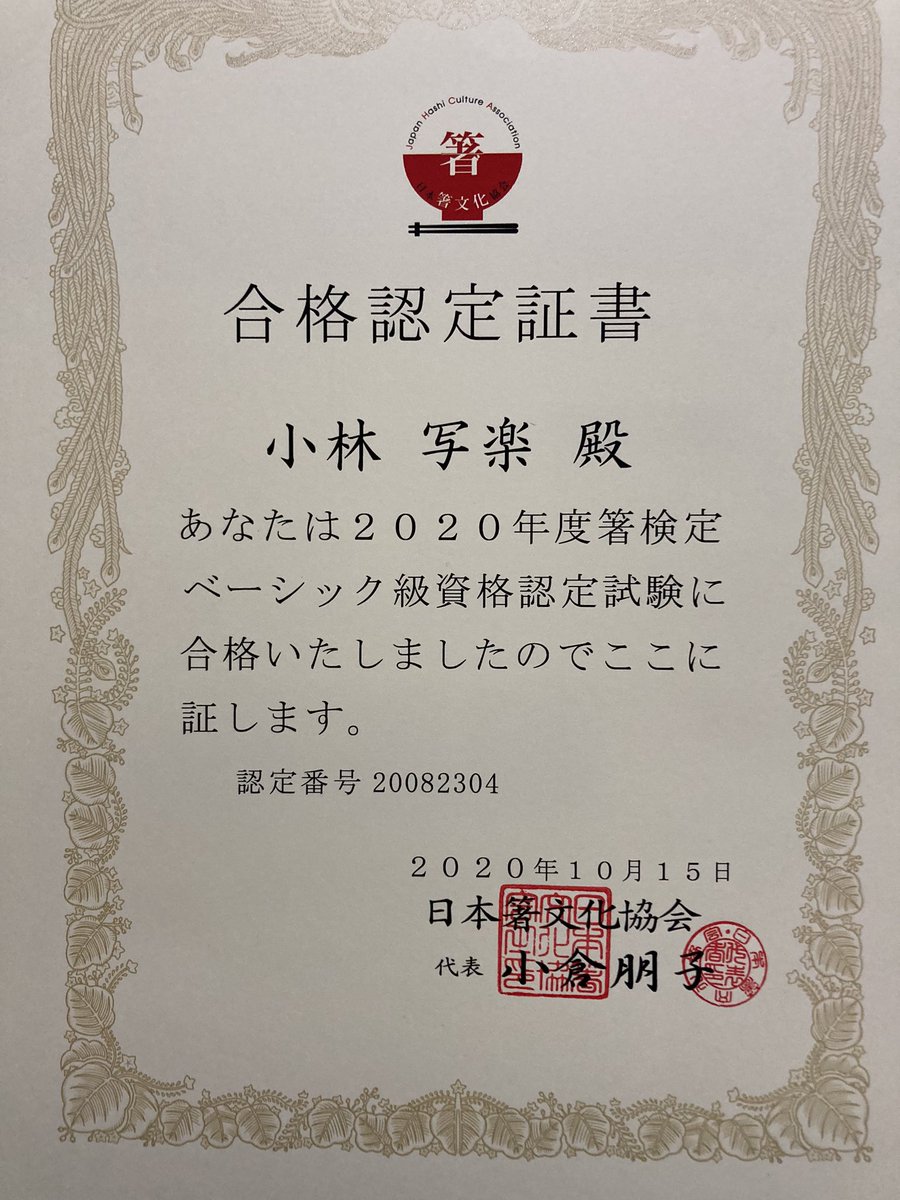 Japan Hashi Culture Association
箸
日本箸文化協会
合格認定証書
小林 写楽 殿
あなたは２０２０年度箸検定
ベーシック級資格認定試験に
合格いたしましたのでここに
証します。
認定番号 20082304
２０２０年１０月１５日
日本箸文化協会
代表 小倉朋子